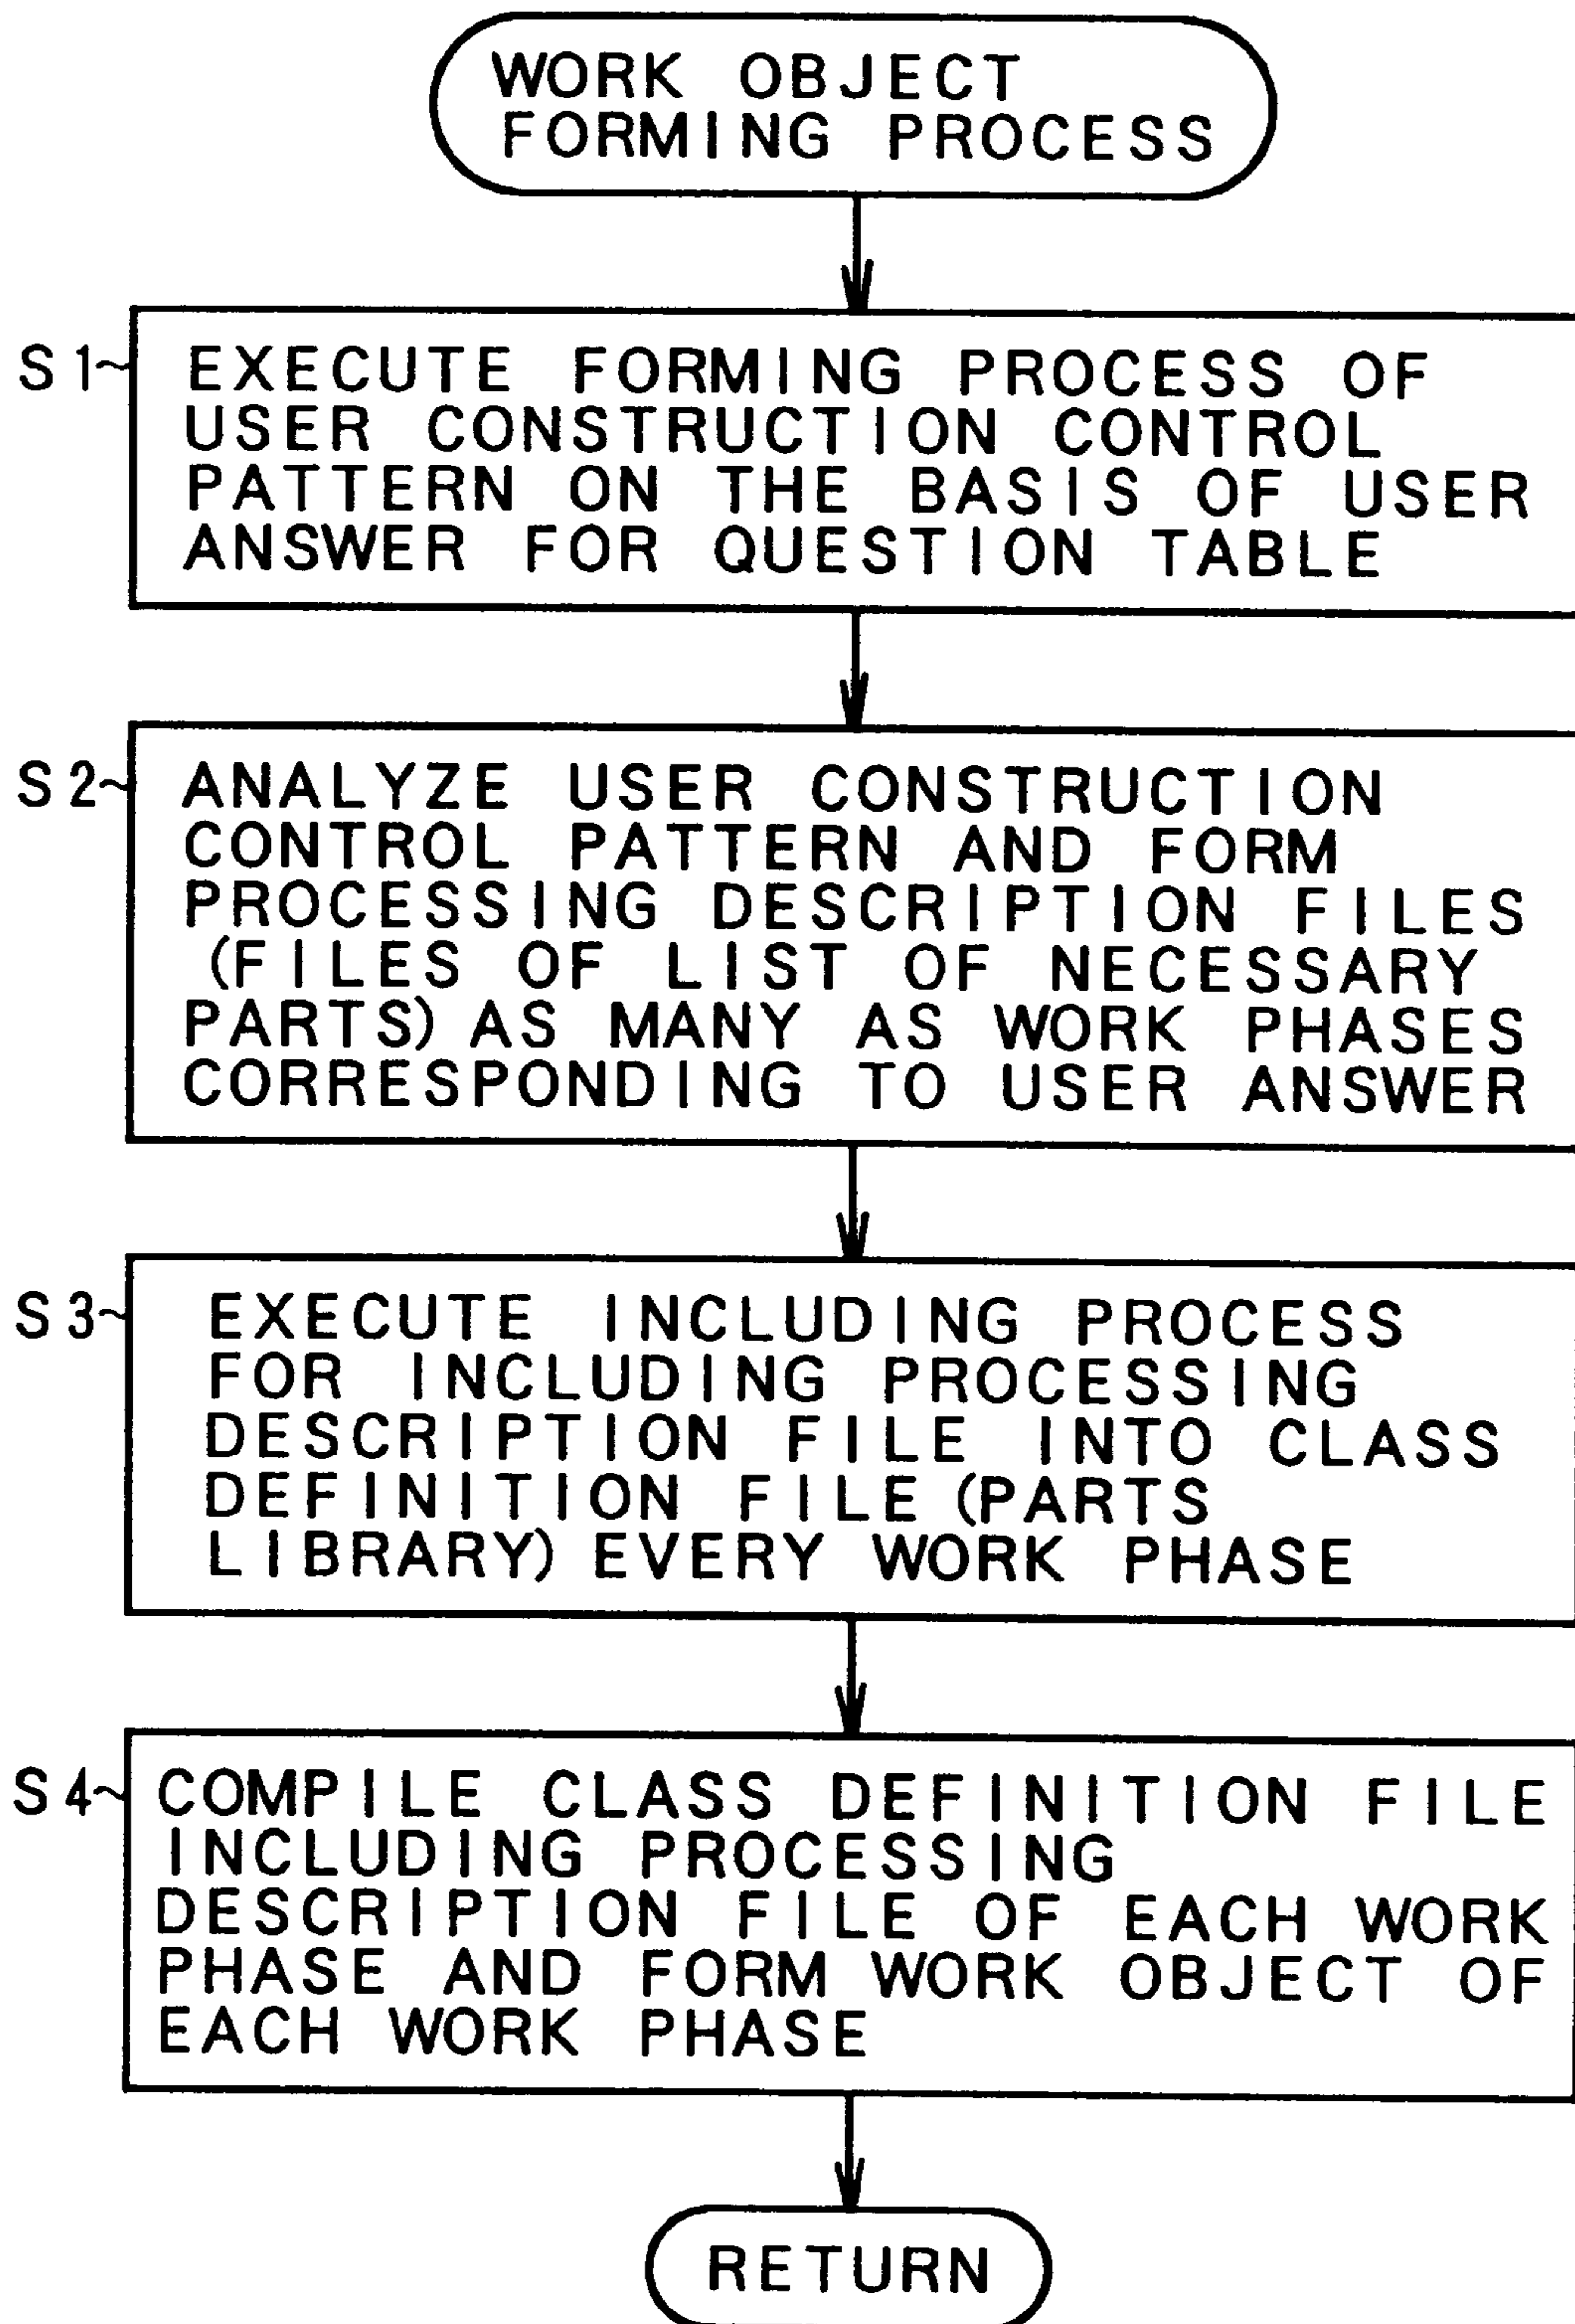 WORK OBJECT
FORMING PROCESS
S1
EXECUTE FORMING PROCESS OF
USER CONSTRUCTION CONTROL
PATTERN ON THE BASIS OF USER
ANSWER FOR QUESTION TABLE
S2
ANALYZE USER CONSTRUCTION
CONTROL PATTERN AND FORM
PROCESSING DESCRIPTION FILES
(FILES OF LIST OF NECESSARY
PARTS) AS MANY AS WORK PHASES
CORRESPONDING TO USER ANSWER
S3
EXECUTE INCLUDING PROCESS
FOR INCLUDING PROCESSING
DESCRIPTION FILE INTO CLASS
DEFINITION FILE (PARTS
LIBRARY) EVERY WORK PHASE
S4
COMPILE CLASS DEFINITION FILE
INCLUDING PROCESSING
DESCRIPTION FILE OF EACH WORK
PHASE AND FORM WORK OBJECT OF
EACH WORK PHASE
RETURN